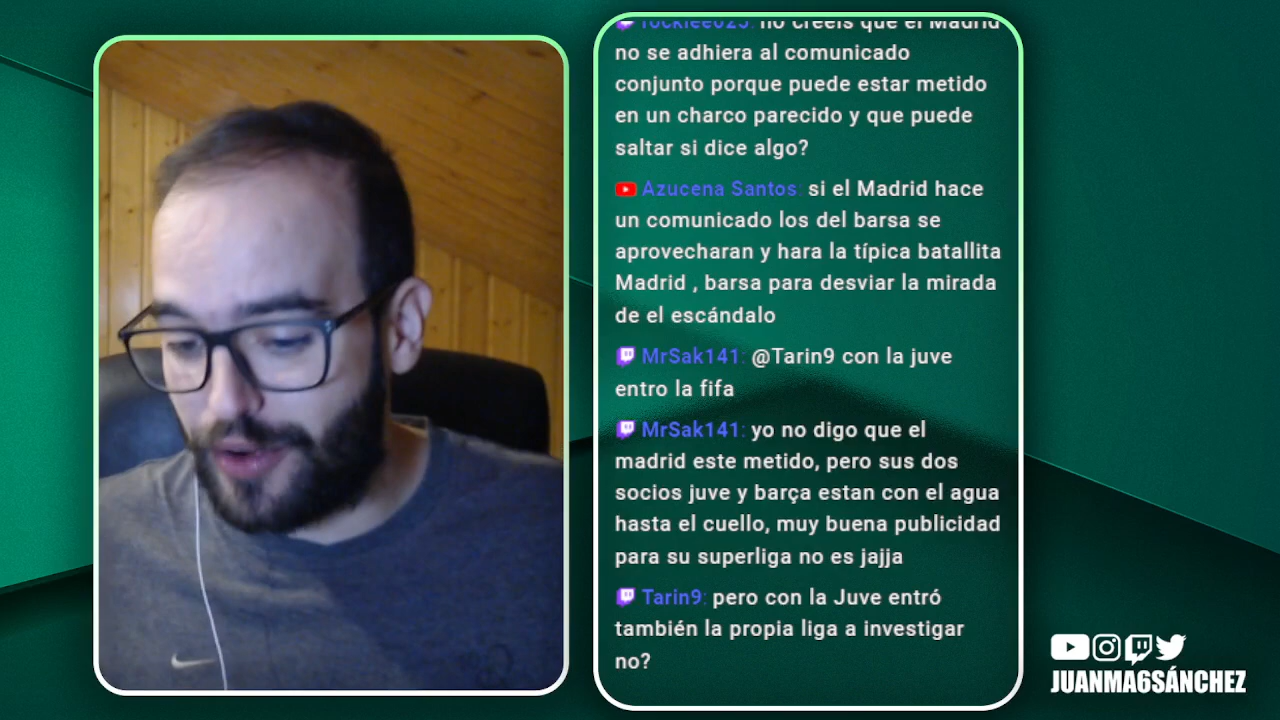 rocklee023: no creéis que el Madrid
no se adhiera al comunicado
conjunto porque puede estar metido
en un charco parecido y que puede
saltar si dice algo?
Azucena Santos si el Madrid hace
un comunicado los del barsa se
aprovecharan y hara la típica batallita
Madrid , barsa para desviar la mirada
de el escándalo
MrSak141: @Tarin9 con la juve
entro la fifa
MrSak141: yo no digo que el
madrid este metido, pero sus dos
socios juve y barça estan con el agua
hasta el cuello, muy buena publicidad
para su superliga no es jajja
Tarin9: pero con la Juve entró
también la propia liga a investigar
no?
JUANMA6SÁNCHEZ